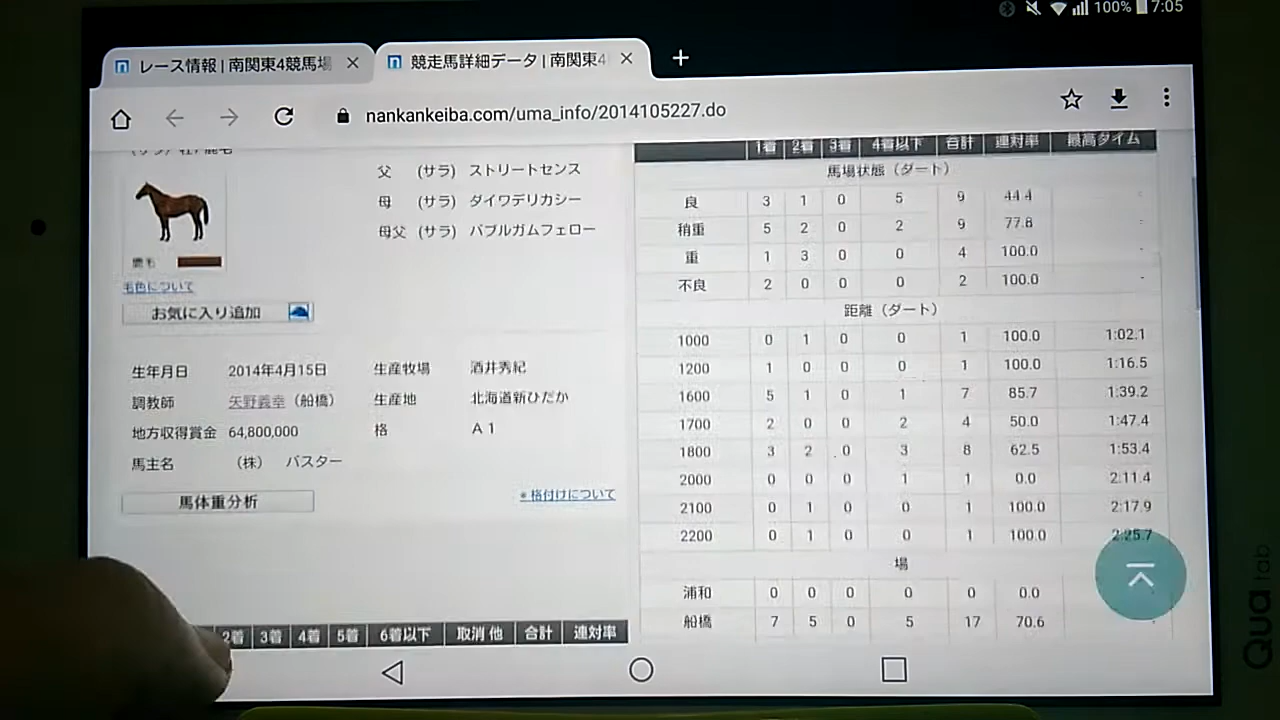 100% 7:05
レース情報 | 南関東4競馬場
競走馬詳細データ | 南関東4
nankankeiba.com/uma_info/2014105227.do
父 (サラ) ストリートセンス
母 (サラ) ダイワデリカシー
母父 (サラ) バブルガムフェロー
鹿毛
毛色について
お気に入り追加
生年月日 2014年4月15日 生産牧場 酒井秀紀
調教師 矢野義幸 (船橋) 生産地 北海道新ひだか
地方収得賞金 64,800,000 格 A1
馬主名 (株) バスター
馬体重分析
*格付けについて
2着 3着 4着 5着 6着以下 取消 他 合計 連対率
1着 2着 3着 4着以下 合計 連対率 最高タイム
馬場状態 (ダート)
良 3 1 0 5 9 44.4 -
稍重 5 2 0 2 9 77.8 -
重 1 3 0 0 4 100.0 -
不良 2 0 0 0 2 100.0 -
距離 (ダート)
1000 0 1 0 0 1 100.0 1:02.1
1200 1 0 0 0 1 100.0 1:16.5
1600 5 1 0 1 7 85.7 1:39.2
1700 2 0 0 2 4 50.0 1:47.4
1800 3 2 0 3 8 62.5 1:53.4
2000 0 0 0 1 1 0.0 2:11.4
2100 0 1 0 0 1 100.0 2:17.9
2200 0 1 0 0 1 100.0 2:25.7
場
浦和 0 0 0 0 0 0.0
船橋 7 5 0 5 17 70.6
Qua tab